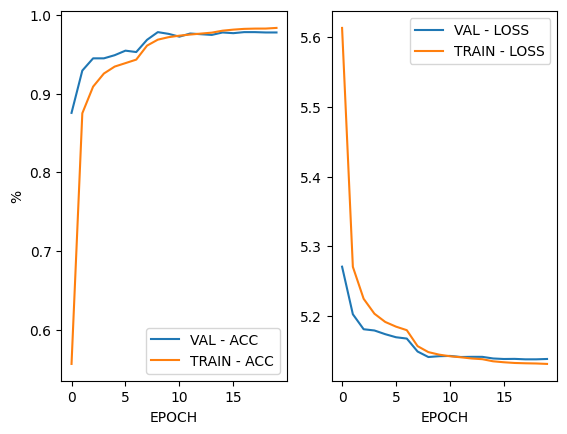 1.0
0.9
0.8
0.7
0.6
%
0 5 10 15
EPOCH
VAL - ACC
TRAIN - ACC
5.6
5.5
5.4
5.3
5.2
0 5 10 15
EPOCH
VAL - LOSS
TRAIN - LOSS